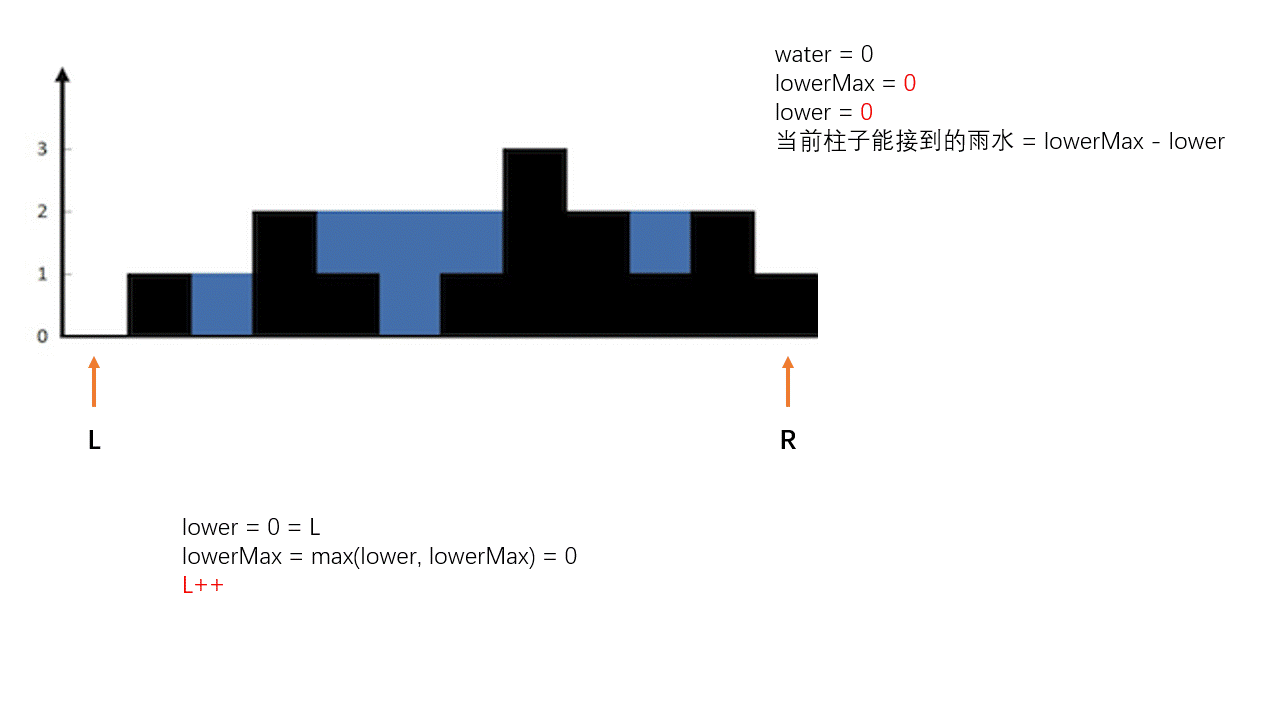 water = 0
lowerMax = 0
lower = 0
当前柱子能接到的雨水 = lowerMax - lower
3
2
1
0
L
R
lower = 0 = L
lowerMax = max(lower, lowerMax) = 0
L++